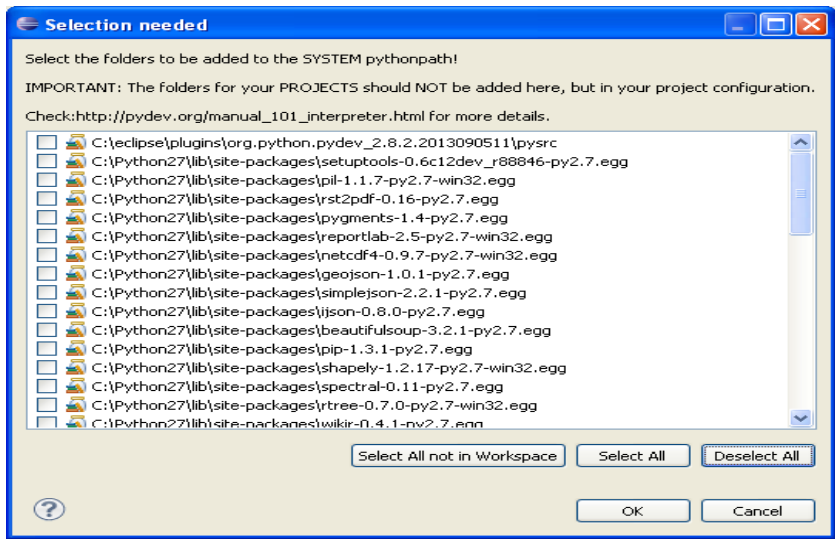 Selection needed
Select the folders to be added to the SYSTEM pythonpath!
IMPORTANT: The folders for your PROJECTS should NOT be added here, but in your project configuration.
Check:http://pydev.org/manual_101_interpreter.html for more details.
C:\eclipse\plugins\org.python.pydev_2.8.2.2013090511\pysrc
C:\Python27\lib\site-packages\setuptools-0.6c12dev_r88846-py2.7.egg
C:\Python27\lib\site-packages\pil-1.1.7-py2.7-win32.egg
C:\Python27\lib\site-packages\rst2pdf-0.16-py2.7.egg
C:\Python27\lib\site-packages\pygments-1.4-py2.7.egg
C:\Python27\lib\site-packages\reportlab-2.5-py2.7-win32.egg
C:\Python27\lib\site-packages\netcdf4-0.9.7-py2.7-win32.egg
C:\Python27\lib\site-packages\geojson-1.0.1-py2.7.egg
C:\Python27\lib\site-packages\simplejson-2.2.1-py2.7.egg
C:\Python27\lib\site-packages\ijson-0.8.0-py2.7.egg
C:\Python27\lib\site-packages\beautifulsoup-3.2.1-py2.7.egg
C:\Python27\lib\site-packages\pip-1.3.1-py2.7.egg
C:\Python27\lib\site-packages\shapely-1.2.17-py2.7-win32.egg
C:\Python27\lib\site-packages\spectral-0.11-py2.7.egg
C:\Python27\lib\site-packages\rtree-0.7.0-py2.7-win32.egg
C:\Python27\lib\site-packages\wikir-0.4.1-py2.7.egg
Select All not in Workspace
Select All
Deselect All
?
OK
Cancel